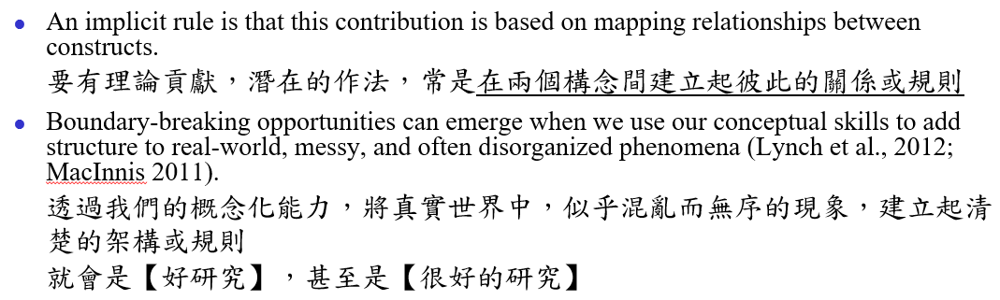 An implicit rule is that this contribution is based on mapping relationships between
constructs.
要有理論貢獻，潛在的作法，常是在兩個構念間建立起彼此的關係或規則
Boundary-breaking opportunities can emerge when we use our conceptual skills to add
structure to real-world, messy, and often disorganized phenomena (Lynch et al., 2012;
MacInnis 2011).
透過我們的概念化能力，將真實世界中，似乎混亂而無序的現象，建立起清
楚的架構或規則
就會是【好研究】，甚至是【很好的研究】